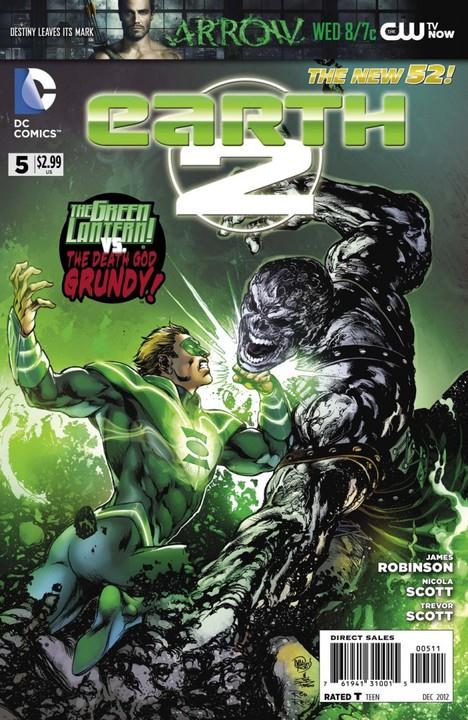 DESTINY LEAVES ITS MARK
ARROW
WED 8/7c
THE CW
TV NOW
THE NEW 52!
DC COMICS™
5 $2.99 US
EARTH
2
THE GREEN LANTERN!
VS.
THE DEATH GOD
GRUNDY!
JAMES
ROBINSON
NICOLA
SCOTT
TREVOR
SCOTT
DIRECT SALES
00511
7 61941 31001 5
RATED T TEEN
DEC 2012